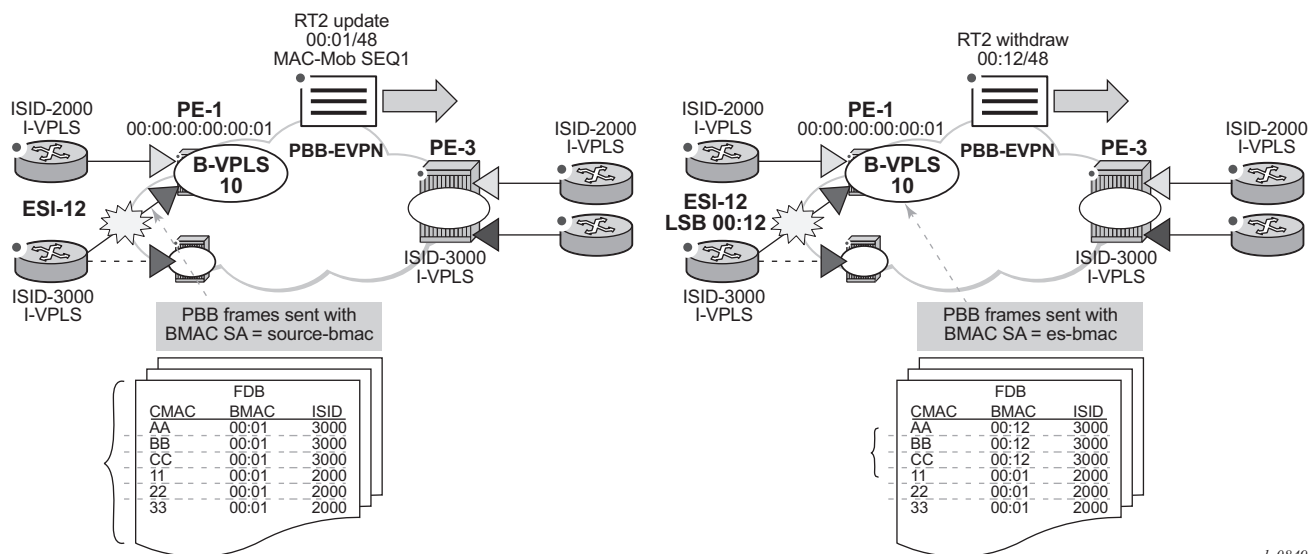 RT2 update
00:01/48
MAC-Mob SEQ1
ISID-2000
I-VPLS
PE-1
00:00:00:00:00:01
B-VPLS
10
PBB-EVPN
PE-3
ISID-2000
I-VPLS
ESI-12
ISID-3000
I-VPLS
ISID-3000
I-VPLS
PBB frames sent with
BMAC SA = source-bmac
FDB
CMAC BMAC ISID
AA 00:01 3000
BB 00:01 3000
CC 00:01 3000
11 00:01 2000
22 00:01 2000
33 00:01 2000
RT2 withdraw
00:12/48
ISID-2000
I-VPLS
PE-1
00:00:00:00:00:01
B-VPLS
10
PBB-EVPN
PE-3
ISID-2000
I-VPLS
ESI-12
LSB 00:12
ISID-3000
I-VPLS
ISID-3000
I-VPLS
PBB frames sent with
BMAC SA = es-bmac
FDB
CMAC BMAC ISID
AA 00:12 3000
BB 00:12 3000
CC 00:12 3000
11 00:01 2000
22 00:01 2000
33 00:01 2000